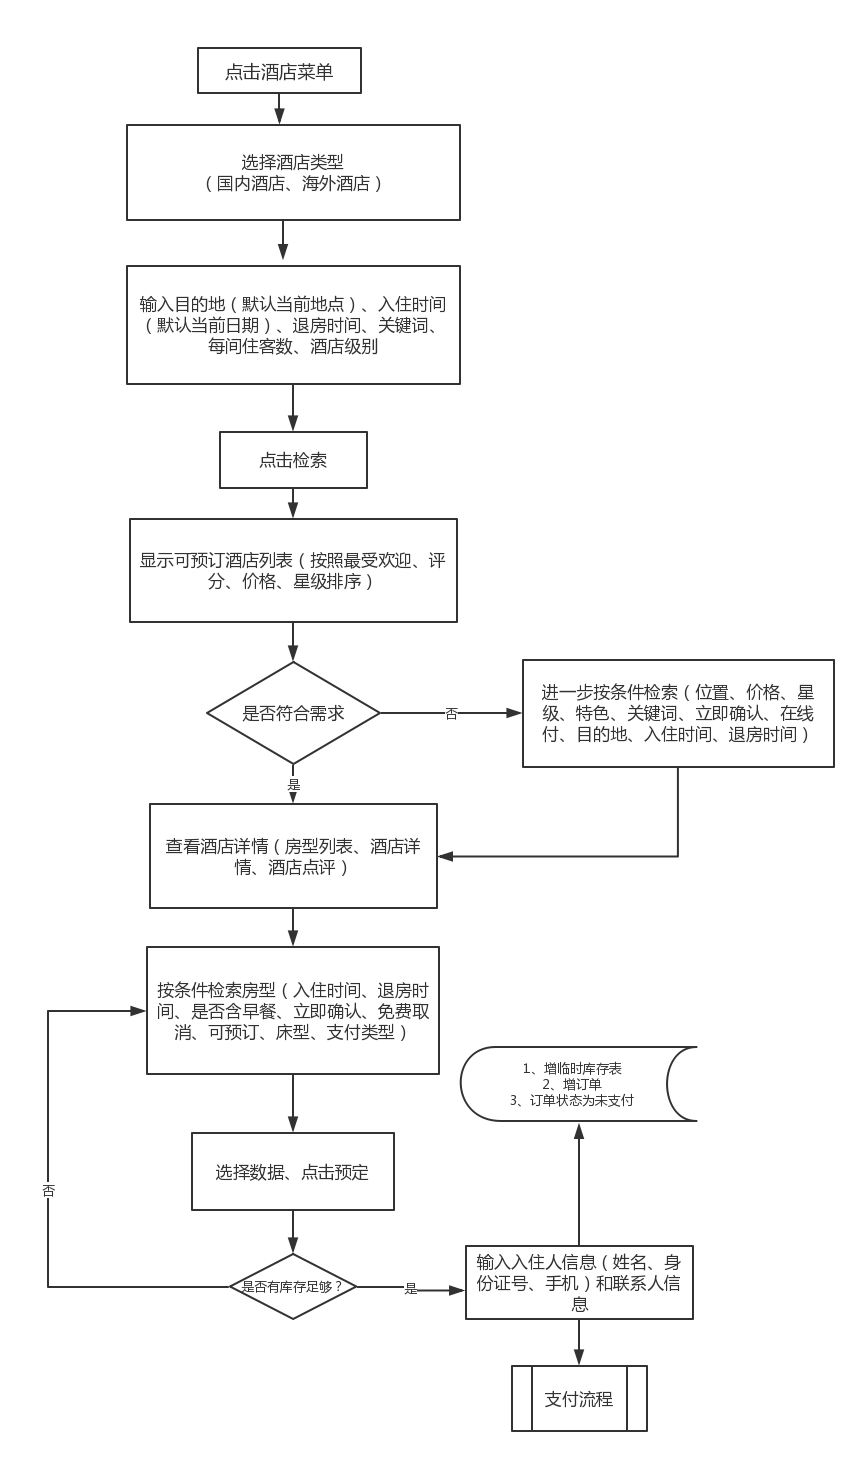 点击酒店菜单
选择酒店类型
（国内酒店、海外酒店）
输入目的地（默认当前地点）、入住时间
（默认当前日期）、退房时间、关键词、
每间住客数、酒店级别
点击检索
显示可预订酒店列表（按照最受欢迎、评
分、价格、星级排序）
是否符合需求
否
进一步按条件检索（位置、价格、星
级、特色、关键词、立即确认、在线
付、目的地、入住时间、退房时间）
是
查看酒店详情（房型列表、酒店详
情、酒店点评）
按条件检索房型（入住时间、退房时
间、是否含早餐、立即确认、免费取
消、可预订、床型、支付类型）
1、增临时库存表
2、增订单
3、订单状态为未支付
选择数据、点击预定
否
是否有库存足够？
是
输入入住人信息（姓名、身
份证号、手机）和联系人信
息
支付流程